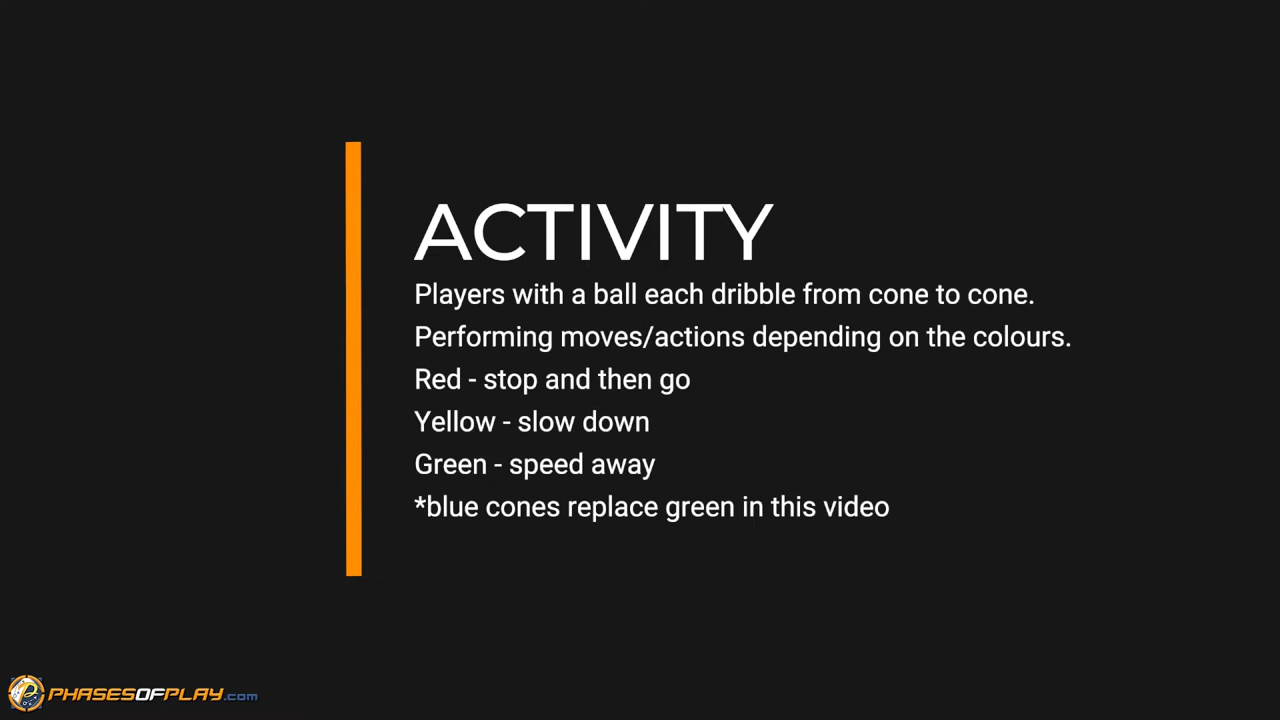 ACTIVITY
Players with a ball each dribble from cone to cone.
Performing moves/actions depending on the colours.
Red - stop and then go
Yellow - slow down
Green - speed away
*blue cones replace green in this video
PHASESOFPLAY.com